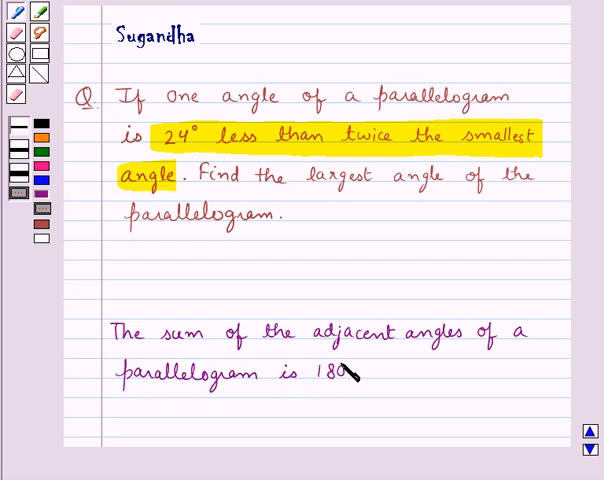 Sugandha
Q. If one angle of a parallelogram
is 24° less than twice the smallest
angle. Find the largest angle of the
parallelogram.
The sum of the adjacent angles of a
parallelogram is 180